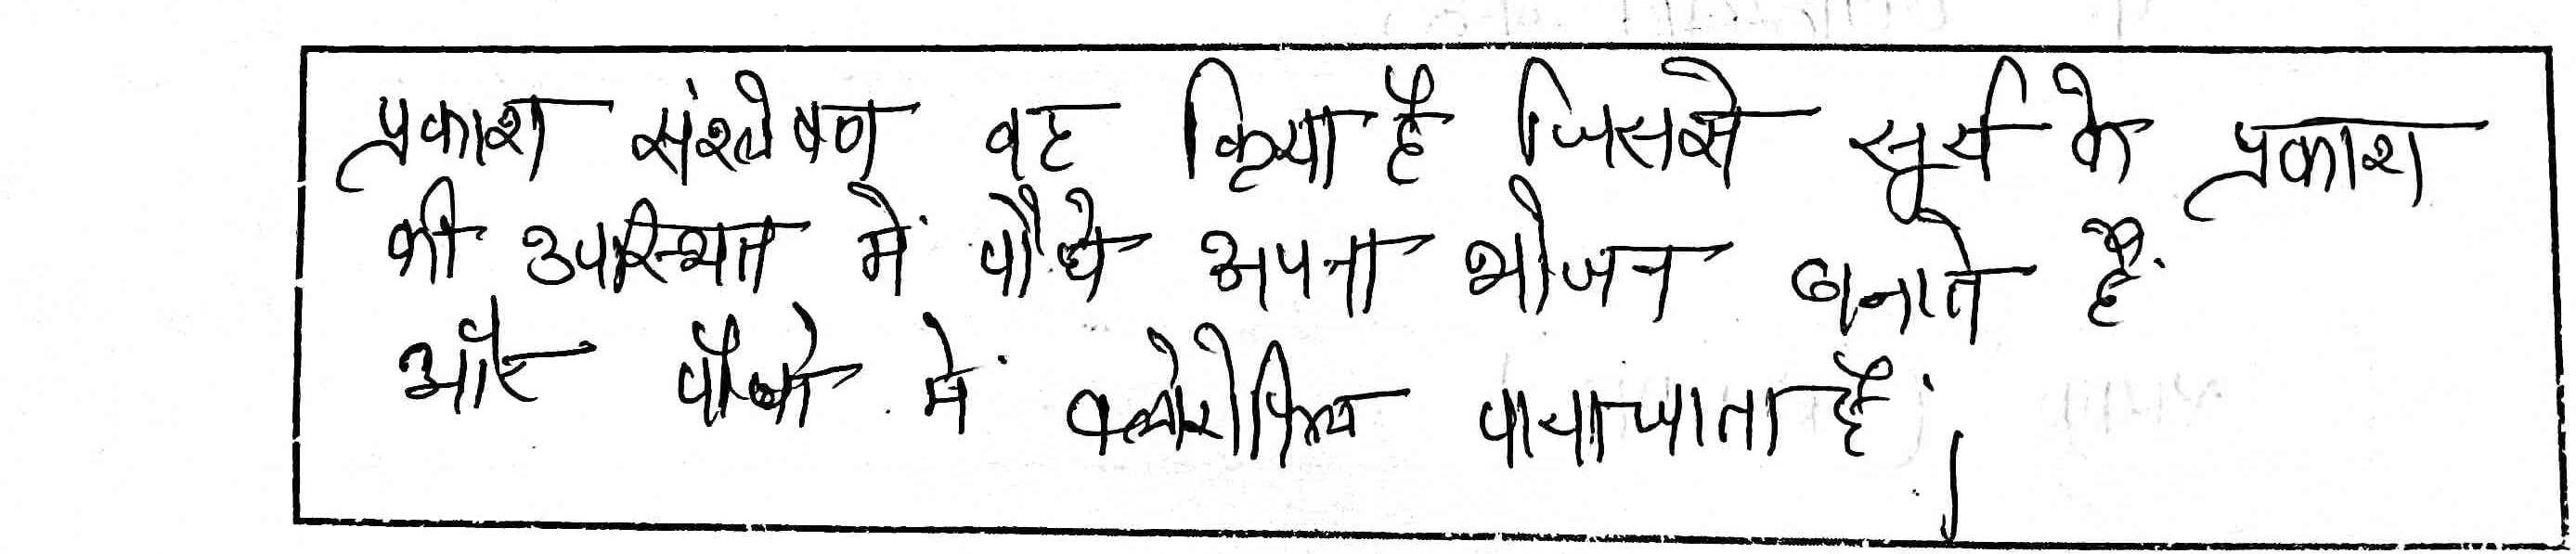 प्रकाश संश्लेषण वह क्रिया है जिससे सूर्य के प्रकाश
की उपस्थित में पौधे अपना भोजन बनाते हैं
और पौधो में क्लोरोफिल पाया जाता हैं।